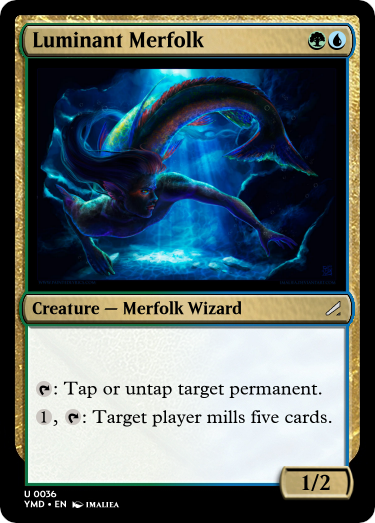 Luminant Merfolk
Creature — Merfolk Wizard
: Tap or untap target permanent.
1, : Target player mills five cards.
1/2
U 0036
YMD • EN IMALIEA